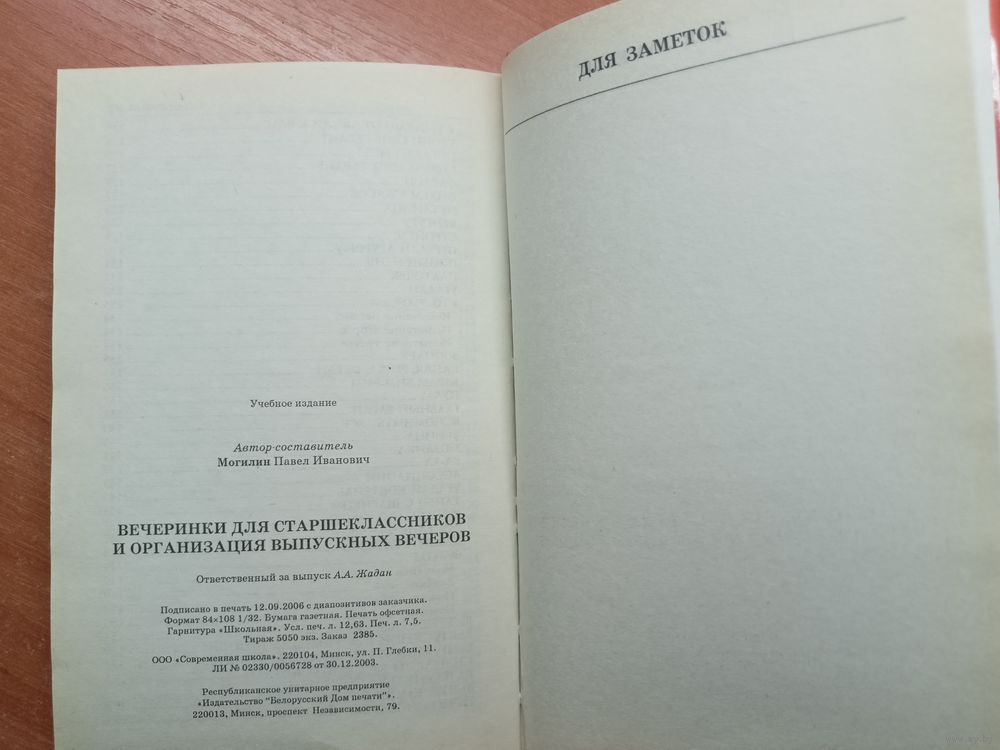 Учебное издание
Автор-составитель
Могилин Павел Иванович
ВЕЧЕРИНКИ ДЛЯ СТАРШЕКЛАССНИКОВ
И ОРГАНИЗАЦИЯ ВЫПУСКНЫХ ВЕЧЕРОВ
Ответственный за выпуск А.А. Жадан
Подписано в печать 12.09.2006 с диапозитивов заказчика.
Формат 84×108 1/32. Бумага газетная. Печать офсетная.
Гарнитура «Школьная». Усл. печ. л. 12,63. Печ. л. 7,5.
Тираж 5050 экз. Заказ 2385.
ООО «Современная школа». 220104, Минск, ул. П. Глебки, 11.
ЛИ № 02330/0056728 от 30.12.2003.
Республиканское унитарное предприятие
«Издательство "Белорусский Дом печати"».
220013, Минск, проспект Независимости, 79.
ДЛЯ ЗАМЕТОК